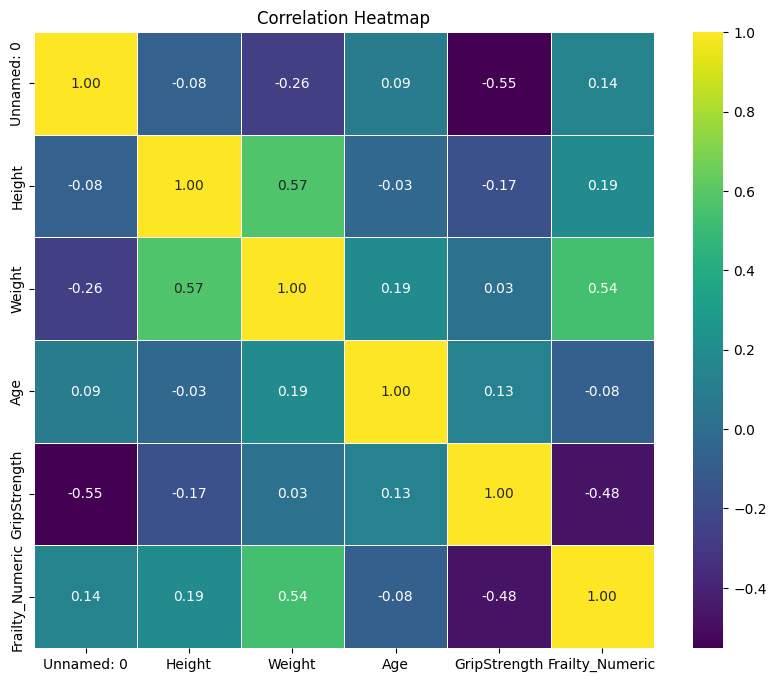 Correlation Heatmap
Unnamed: 0 1.00 -0.08 -0.26 0.09 -0.55 0.14
Height -0.08 1.00 0.57 -0.03 -0.17 0.19
Weight -0.26 0.57 1.00 0.19 0.03 0.54
Age 0.09 -0.03 0.19 1.00 0.13 -0.08
GripStrength -0.55 -0.17 0.03 0.13 1.00 -0.48
Frailty_Numeric 0.14 0.19 0.54 -0.08 -0.48 1.00
Unnamed: 0 Height Weight Age GripStrength Frailty_Numeric
1.0
0.8
0.6
0.4
0.2
0.0
−0.2
−0.4